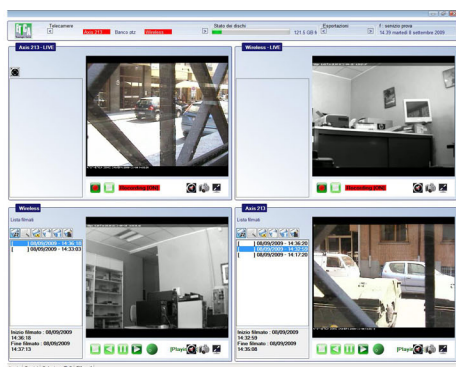 Telecamere
Axis 213
Banco atz
Wireless
Stato dei dischi
121.5 GB
Esportazioni
F.: servizio prova
14.39 martedì 8 settembre 2009
Axis 213 - LIVE
Wireless - LIVE
Recording [ON]
Recording [ON]
Wireless
Lista filmati
[ ] 08/09/2009 - 14:36:18
[ ] 08/09/2009 - 14:33:03
Inizio filmato : 08/09/2009
14:36:18
Fine filmato : 08/09/2009
14:37:13
[Playi
Axis 213
Lista filmati
[ ] 08/09/2009 - 14:36:20
[ ] 08/09/2009 - 14:32:59
[ ] 08/09/2009 - 14:17:20
Inizio filmato : 08/09/2009
14:32:59
Fine filmato : 08/09/2009
14:35:08
[Playi